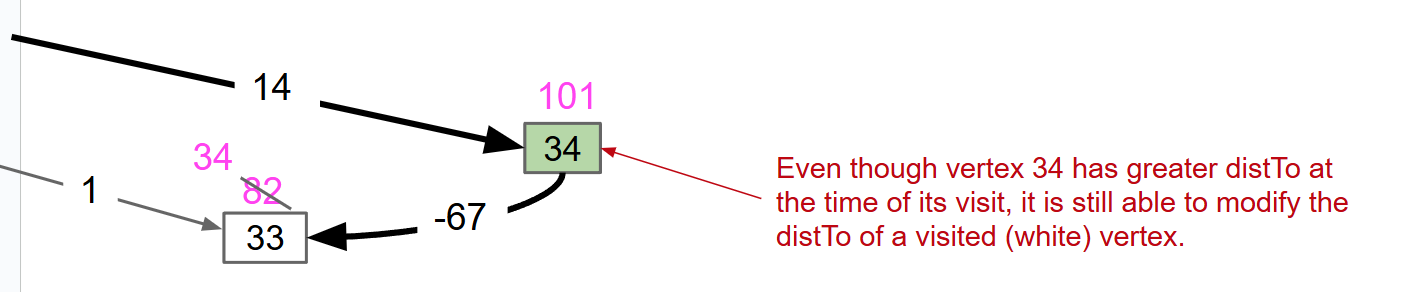 14
101
34
34
82
1
-67
33
Even though vertex 34 has greater distTo at
the time of its visit, it is still able to modify the
distTo of a visited (white) vertex.